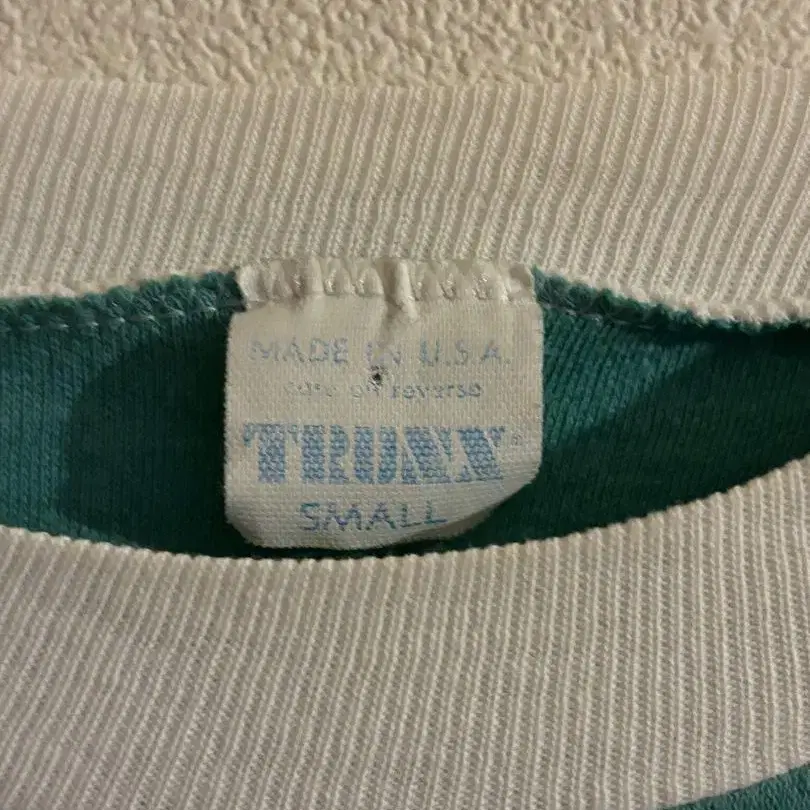 MADE IN U.S.A.
care on reverse
TRUNX®
SMALL